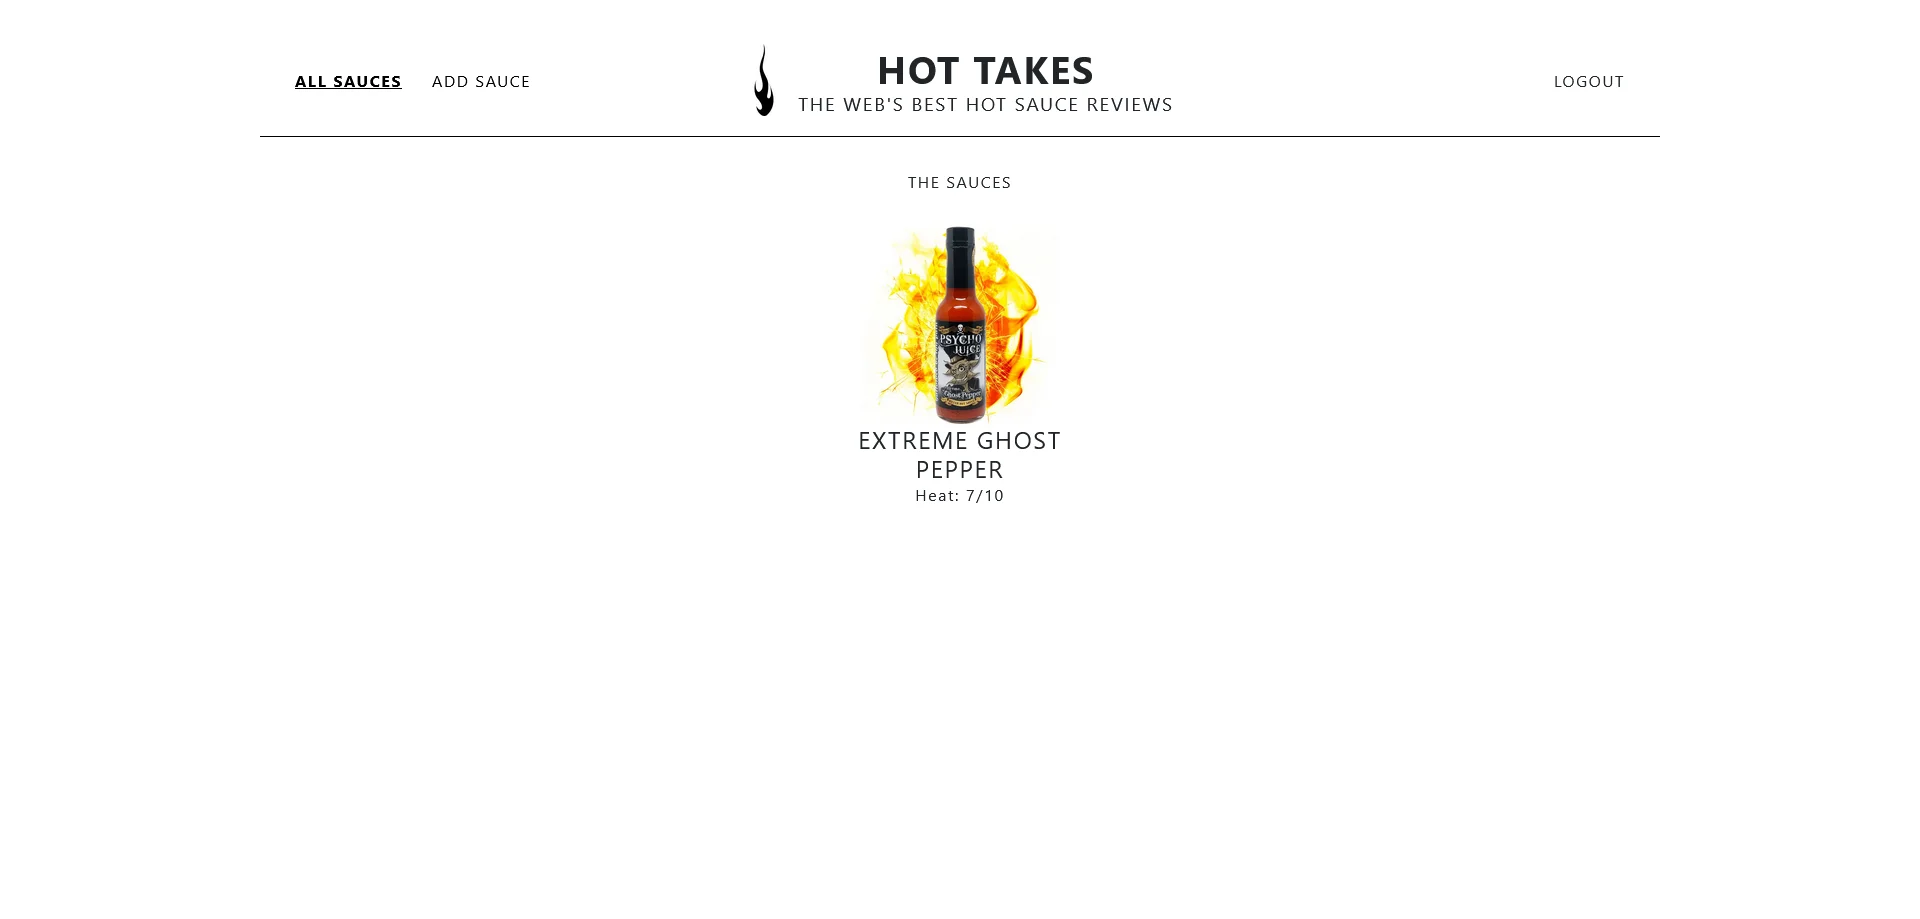 ALL SAUCES
ADD SAUCE
HOT TAKES
THE WEB'S BEST HOT SAUCE REVIEWS
LOGOUT
THE SAUCES
PSYCHO
JUICE
Ghost Pepper
EXTREME GHOST
PEPPER
Heat: 7/10